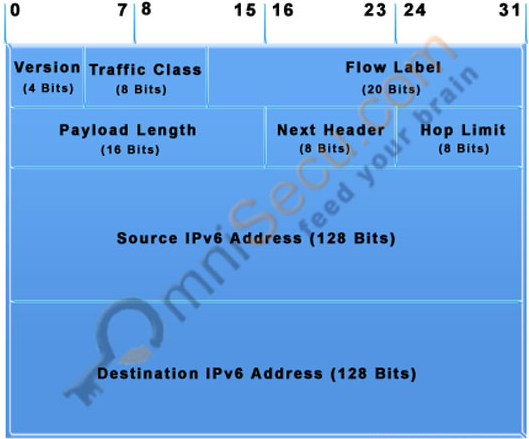 0 7 8 15 16 23 24 31
Version Traffic Class Flow Label
(4 Bits) (8 Bits) (20 Bits)
Payload Length Next Header Hop Limit
(16 Bits) (8 Bits) (8 Bits)
Source IPv6 Address (128 Bits)
Destination IPv6 Address (128 Bits)
OmniSecu.com
feed your brain